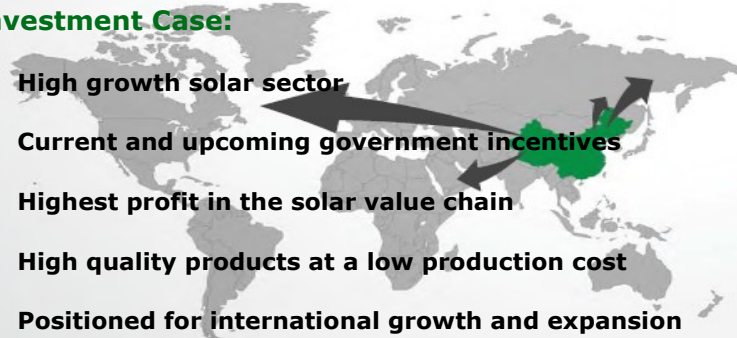 nvestment Case:
High growth solar sector
Current and upcoming government incentives
Highest profit in the solar value chain
High quality products at a low production cost
Positioned for international growth and expansion